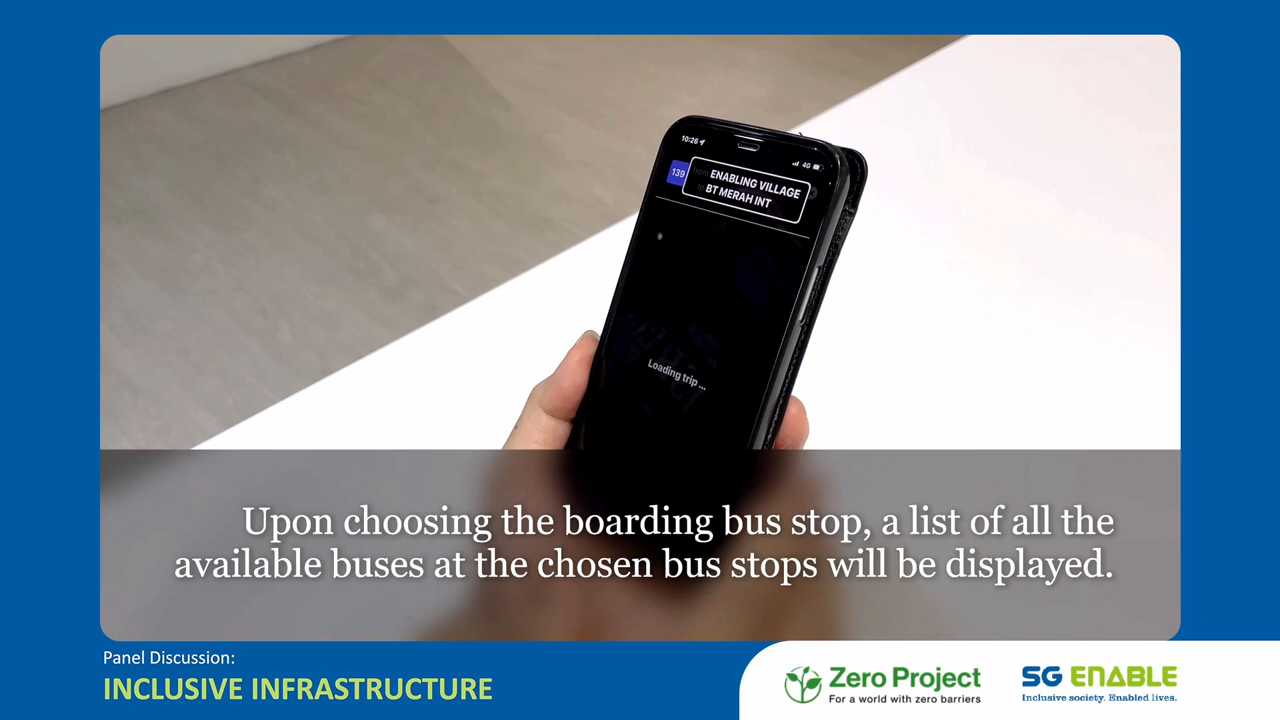 10:26
4G
139
from ENABLING VILLAGE
to BT MERAH INT
Loading trip ...
Upon choosing the boarding bus stop, a list of all the
available buses at the chosen bus stops will be displayed.
Panel Discussion:
INCLUSIVE INFRASTRUCTURE
Zero Project
For a world with zero barriers
SG ENABLE
Inclusive society. Enabled lives.